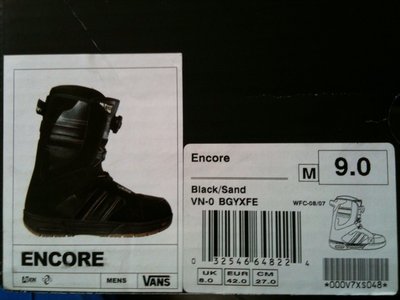 ENCORE
MENS
VANS
Encore
M
9.0
Black/Sand
VN-0 BGYXFE
WFC-08/07
0 32546 64822 4
UK 8.0
EUR 42.0
CM 27.0
*000V7XSD48*